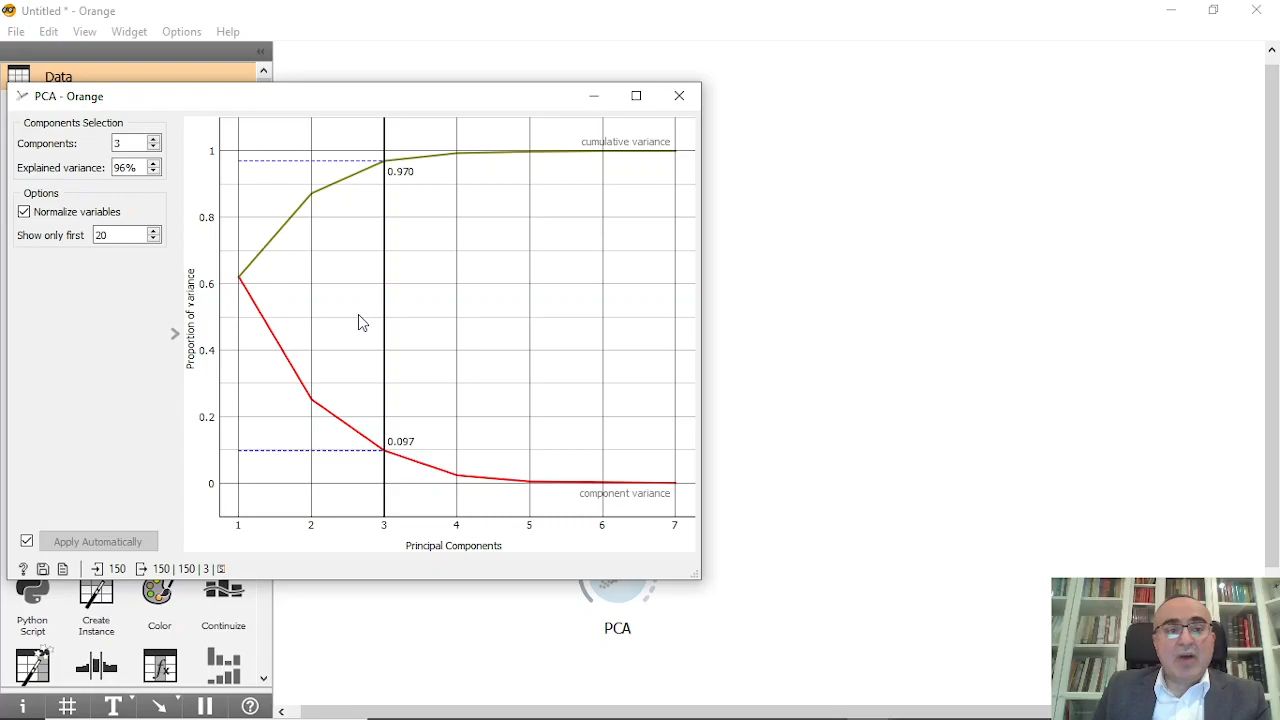 Untitled * - Orange
File Edit View Widget Options Help
Data
PCA - Orange
Components Selection
Components: 3
Explained variance: 96%
Options
Normalize variables
Show only first 20
Apply Automatically
150 150 | 150 | 3 |
cumulative variance
1
0.970
0.8
0.6
0.4
0.2
0.097
0
component variance
Proportion of variance
1 2 3 4 5 6 7
Principal Components
Python Script
Create Instance
Color
Continuize
PCA